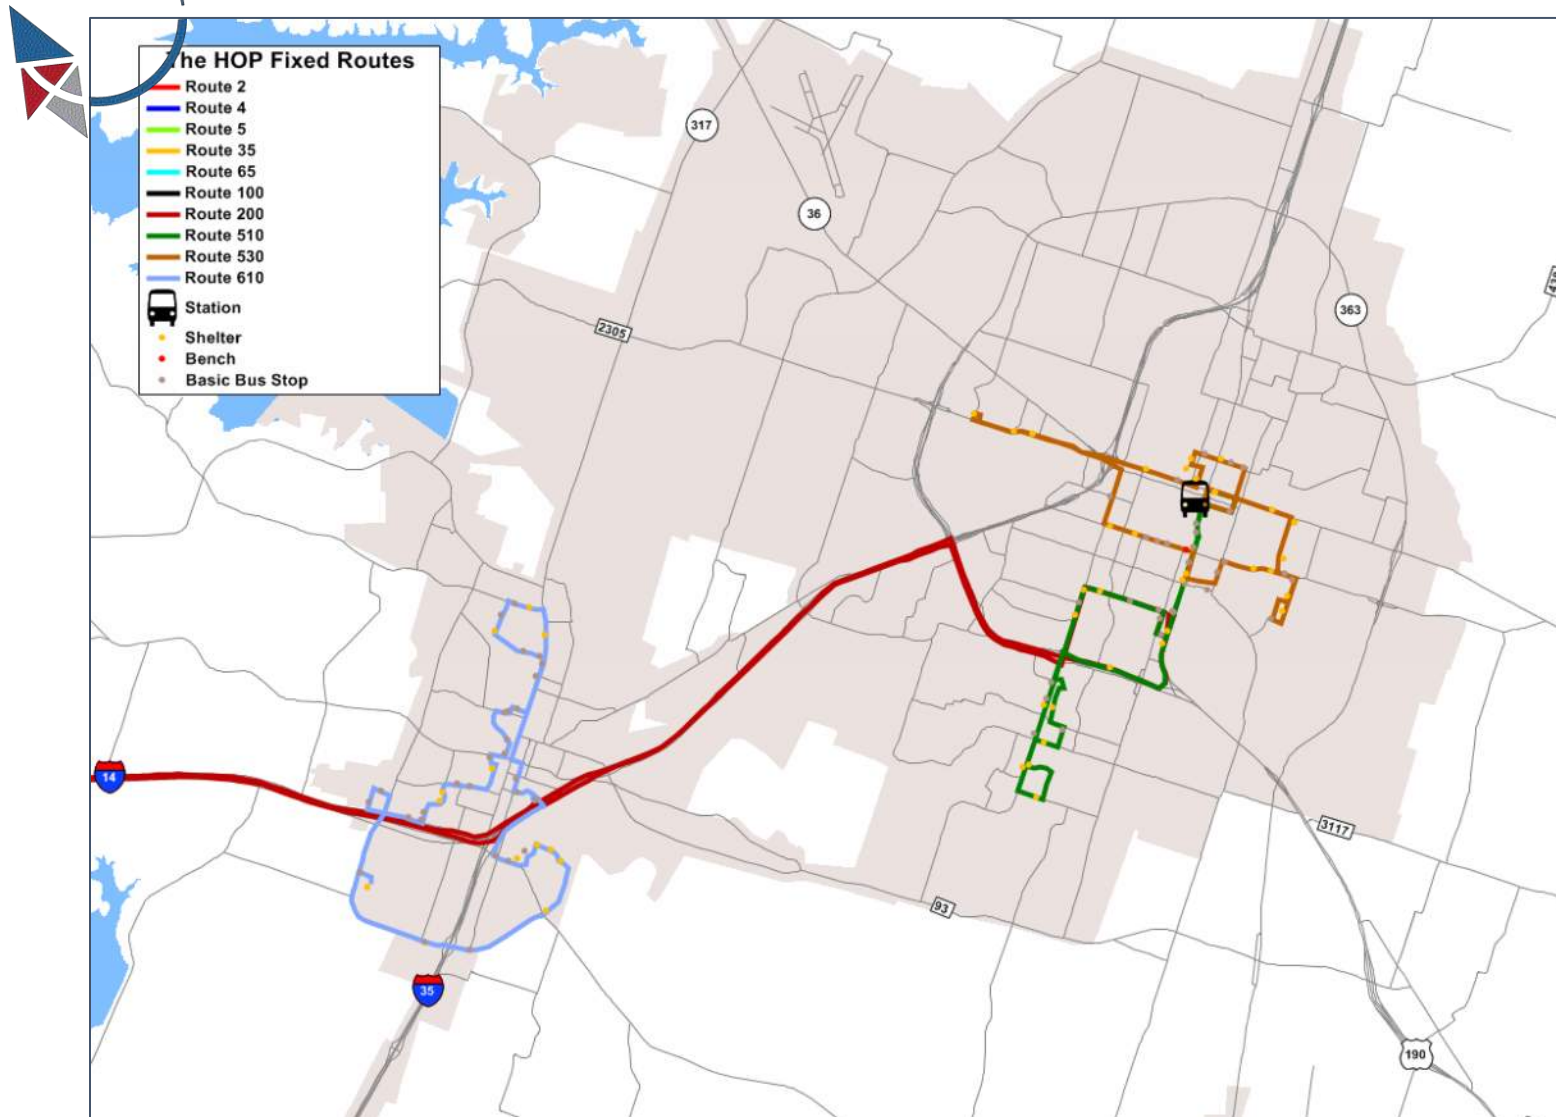 The HOP Fixed Routes
Route 2
Route 4
Route 5
Route 35
Route 65
Route 100
Route 200
Route 510
Route 530
Route 610
Station
Shelter
Bench
Basic Bus Stop
317
36
363
2305
14
3117
93
35
190